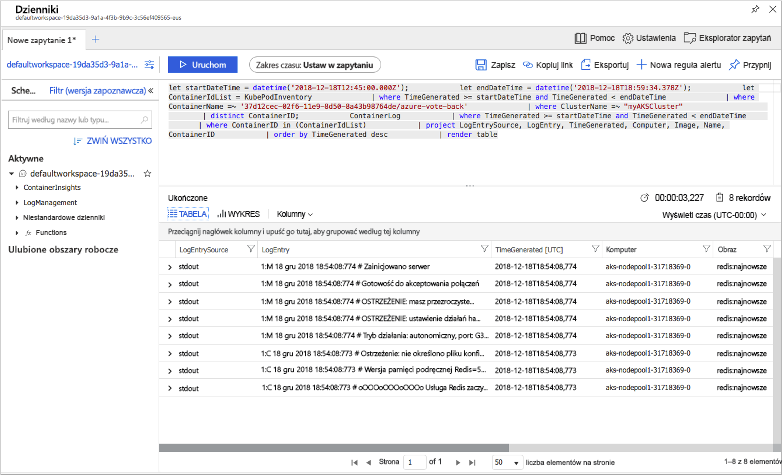 Dzienniki
defaultworkspace-19da35d3-9a1a-4f3b-9b9c-3c56ef409565-eus
Nowe zapytanie 1*
Pomoc Ustawienia Eksplorator zapytań
defaultworkspace-19da35d3-9a1a-... Uruchom Zakres czasu: Ustaw w zapytaniu Zapisz Kopiuj link Eksportuj Nowa reguła alertu Przypnij
Sche... Filtr (wersja zapoznawcza)
Filtruj według nazwy lub typu...
ZWIŃ WSZYSTKO
Aktywne
defaultworkspace-19da35...
ContainerInsights
LogManagement
Niestandardowe dzienniki
fx Functions
Ulubione obszary robocze
let startDateTime = datetime('2018-12-18T12:45:00.000Z'); let endDateTime = datetime('2018-12-18T18:59:34.378Z'); let
ContainerIdList = KubePodInventory | where TimeGenerated >= startDateTime and TimeGenerated < endDateTime | where
ContainerName =~ '37d12cec-02f6-11e9-8d50-8a43b98764de/azure-vote-back' | where ClusterName =~ "myAKSCluster"
| distinct ContainerID; ContainerLog | where TimeGenerated >= startDateTime and TimeGenerated < endDateTime
| where ContainerID in (ContainerIdList) | project LogEntrySource, LogEntry, TimeGenerated, Computer, Image, Name,
ContainerID | order by TimeGenerated desc | render table
Ukończone 00:00:03,227 8 rekordów
TABELA WYKRES Kolumny Wyświetl czas (UTC-00:00)
Przeciągnij nagłówek kolumny i upuść go tutaj, aby grupować według tej kolumny
LogEntrySource LogEntry TimeGenerated [UTC] Komputer Obraz
stdout 1:M 18 gru 2018 18:54:08:774 # Zainicjowano serwer 2018-12-18T18:54:08,774 aks-nodepool1-31718369-0 redis:najnowsze
stdout 1:M 18 gru 2018 18:54:08:774 # Gotowość do akceptowania połączeń 2018-12-18T18:54:08,774 aks-nodepool1-31718369-0 redis:najnowsze
stdout 1:M 18 gru 2018 18:54:08:774 # OSTRZEŻENIE: masz przezroczyste... 2018-12-18T18:54:08,774 aks-nodepool1-31718369-0 redis:najnowsze
stdout 1:M 18 gru 2018 18:54:08:774 # OSTRZEŻENIE: ustawienie działań ha... 2018-12-18T18:54:08,774 aks-nodepool1-31718369-0 redis:najnowsze
stdout 1:M 18 gru 2018 18:54:08:774 # Tryb działania: autonomiczny, port: G3... 2018-12-18T18:54:08,774 aks-nodepool1-31718369-0 redis:najnowsze
stdout 1:C 18 gru 2018 18:54:08:773 # Ostrzeżenie: nie określono pliku konfi... 2018-12-18T18:54:08,773 aks-nodepool1-31718369-0 redis:najnowsze
stdout 1:C 18 gru 2018 18:54:08:773 # Wersja pamięci podręcznej Redis=5... 2018-12-18T18:54:08,773 aks-nodepool1-31718369-0 redis:najnowsze
stdout 1:C 18 gru 2018 18:54:08:773 # oOOOoOOOoOOOo Usługa Redis zaczy... 2018-12-18T18:54:08,773 aks-nodepool1-31718369-0 redis:najnowsze
Strona 1 of 1 50 liczba elementów na stronie 1–8 z 8 elementów